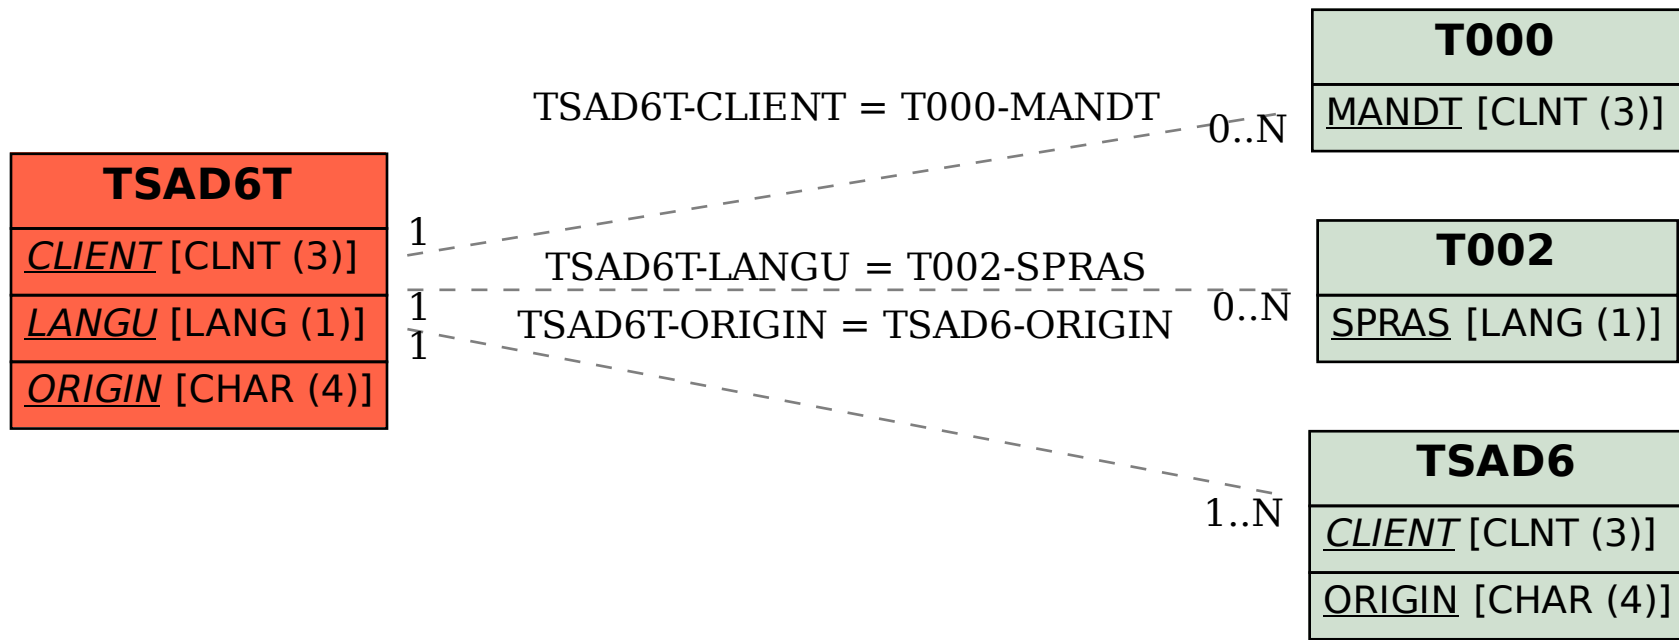 TSAD6T
CLIENT [CLNT (3)]
LANGU [LANG (1)]
ORIGIN [CHAR (4)]
TSAD6T-CLIENT = T000-MANDT
1
0..N
TSAD6T-LANGU = T002-SPRAS
1
0..N
TSAD6T-ORIGIN = TSAD6-ORIGIN
1
1..N
T000
MANDT [CLNT (3)]
T002
SPRAS [LANG (1)]
TSAD6
CLIENT [CLNT (3)]
ORIGIN [CHAR (4)]